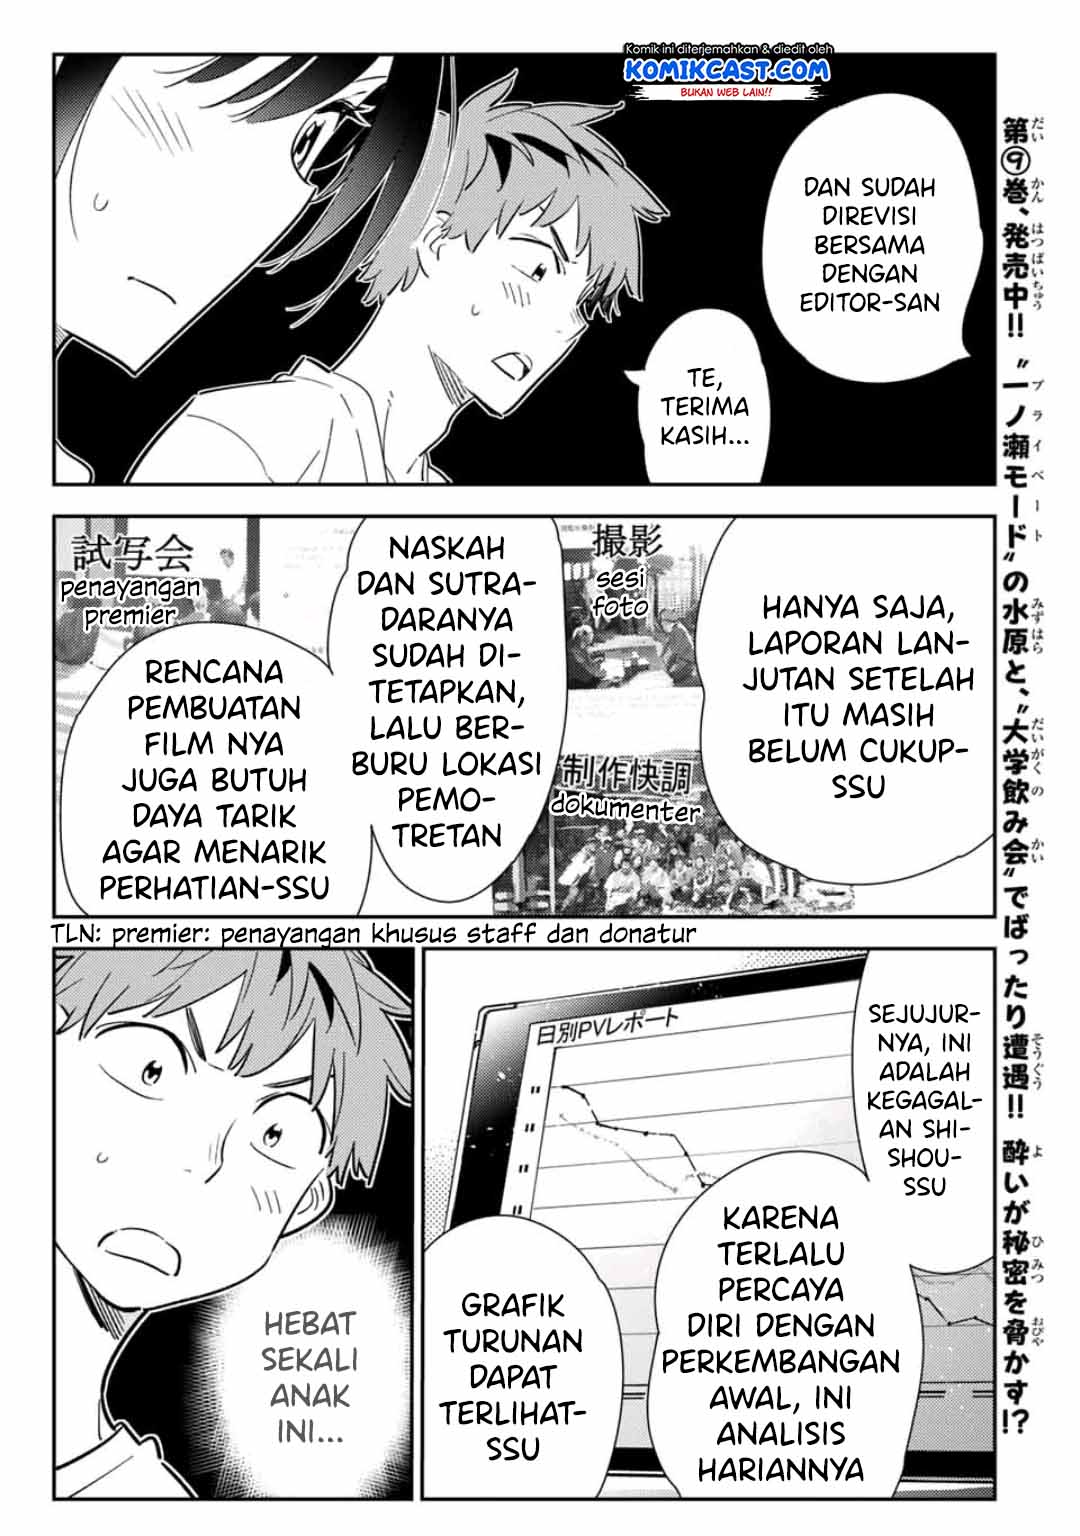 Komik ini diterjemahkan & diedit oleh
KOMIKCAST.COM
BUKAN WEB LAIN!!
第⑨巻、発売中!! “一ノ瀬モード”の水原と、“大学飲み会”でばったり遭遇!! 酔いが秘密を脅かす!?
DAN SUDAH
DIREVISI
BERSAMA
DENGAN
EDITOR-SAN
TE,
TERIMA
KASIH...
HANYA SAJA,
LAPORAN LAN-
JUTAN SETELAH
ITU MASIH
BELUM CUKUP-
SSU
撮影
sesi
foto
制作快調
dokumenter
NASKAH
DAN SUTRA-
DARANYA
SUDAH DI-
TETAPKAN,
LALU BER-
BURU LOKASI
PEMO-
TRETAN
試写会
penayangan
premier
RENCANA
PEMBUATAN
FILM NYA
JUGA BUTUH
DAYA TARIK
AGAR MENARIK
PERHATIAN-SSU
TLN: premier: penayangan khusus staff dan donatur
SEJUJUR-
NYA, INI
ADALAH
KEGAGAL-
AN SHI-
SHOU-
SSU
日別PVレポート
KARENA
TERLALU
PERCAYA
DIRI DENGAN
PERKEMBANGAN
AWAL, INI
ANALISIS
HARIANNYA
GRAFIK
TURUNAN
DAPAT
TERLIHAT-
SSU
HEBAT
SEKALI
ANAK
INI...